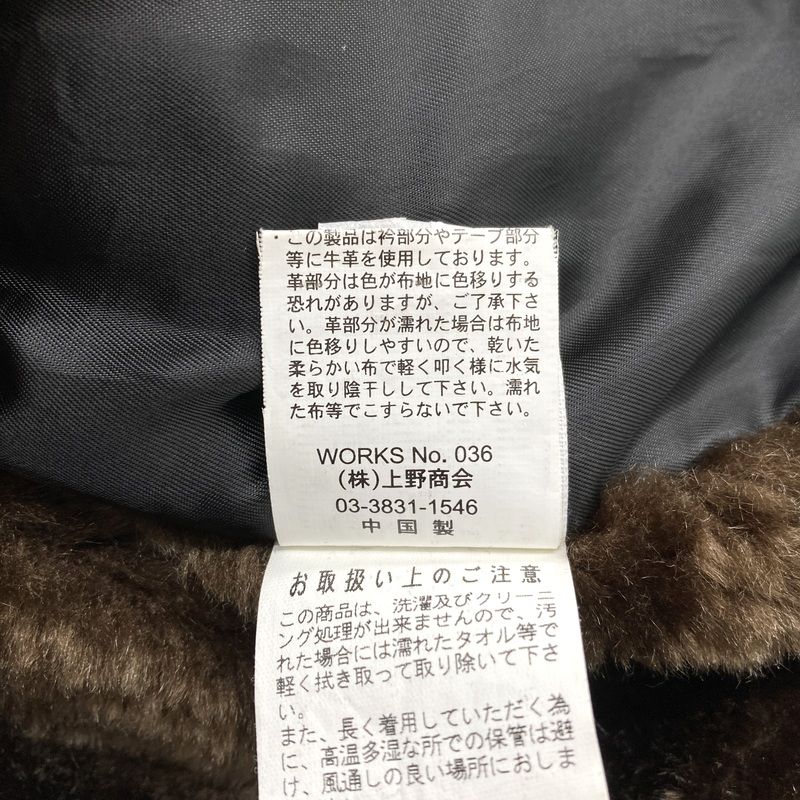 ・この製品は衿部分やテープ部分
等に牛革を使用しております。
革部分は色が布地に色移りする
恐れがありますが、ご了承下さ
い。革部分が濡れた場合は布地
に色移りしやすいので、乾いた
柔らかい布で軽く叩く様に水気
を取り陰干しして下さい。濡れ
た布等でこすらないで下さい。
WORKS No. 036
(株)上野商会
03-3831-1546
中国製
お取扱い上のご注意
この商品は、洗濯及びクリーニ
ング処理が出来ませんので、汚
れた場合には濡れたタオル等で
軽く拭き取って取り除いて下さ
い。
また、長く着用していただく為
に、高温多湿な所での保管は避
け、風通しの良い場所におしま